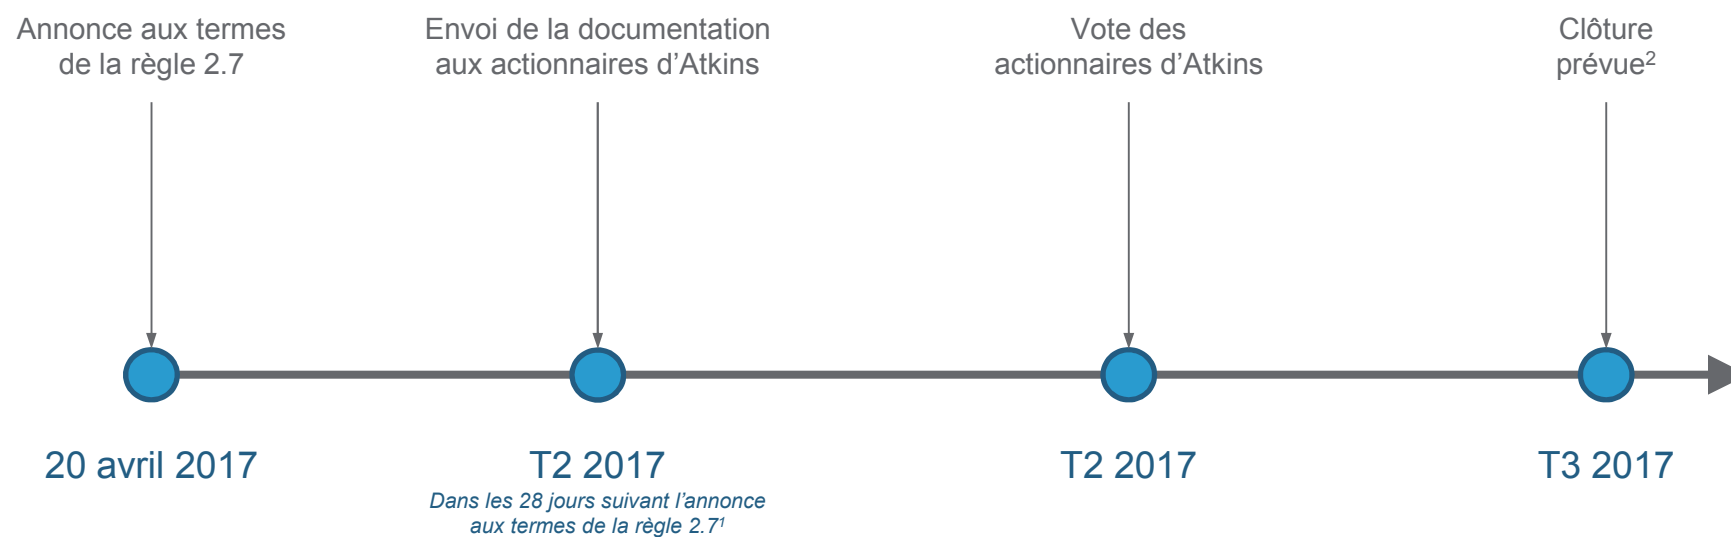 Annonce aux termes
de la règle 2.7
Envoi de la documentation
aux actionnaires d’Atkins
Vote des
actionnaires d’Atkins
Clôture
prévue²
20 avril 2017
T2 2017
Dans les 28 jours suivant l’annonce
aux termes de la règle 2.7¹
T2 2017
T3 2017